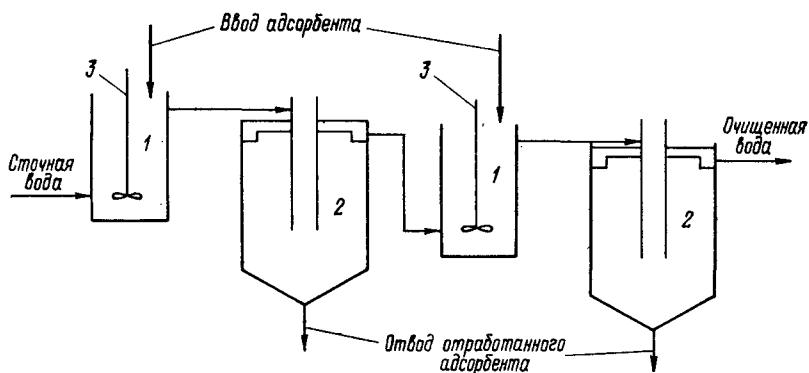 Ввод адсорбента
3
3
1
1
Очищенная
вода
Сточная
вода
2
2
Отвод отработанного
адсорбента